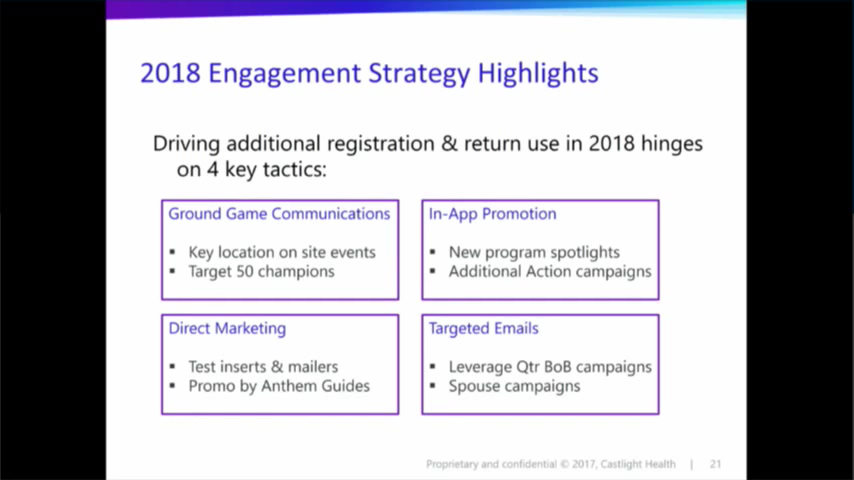 2018 Engagement Strategy Highlights
Driving additional registration & return use in 2018 hinges
on 4 key tactics:
Ground Game Communications
▪ Key location on site events
▪ Target 50 champions
In-App Promotion
▪ New program spotlights
▪ Additional Action campaigns
Direct Marketing
▪ Test inserts & mailers
▪ Promo by Anthem Guides
Targeted Emails
▪ Leverage Qtr BoB campaigns
▪ Spouse campaigns
Proprietary and confidential © 2017, Castlight Health | 21